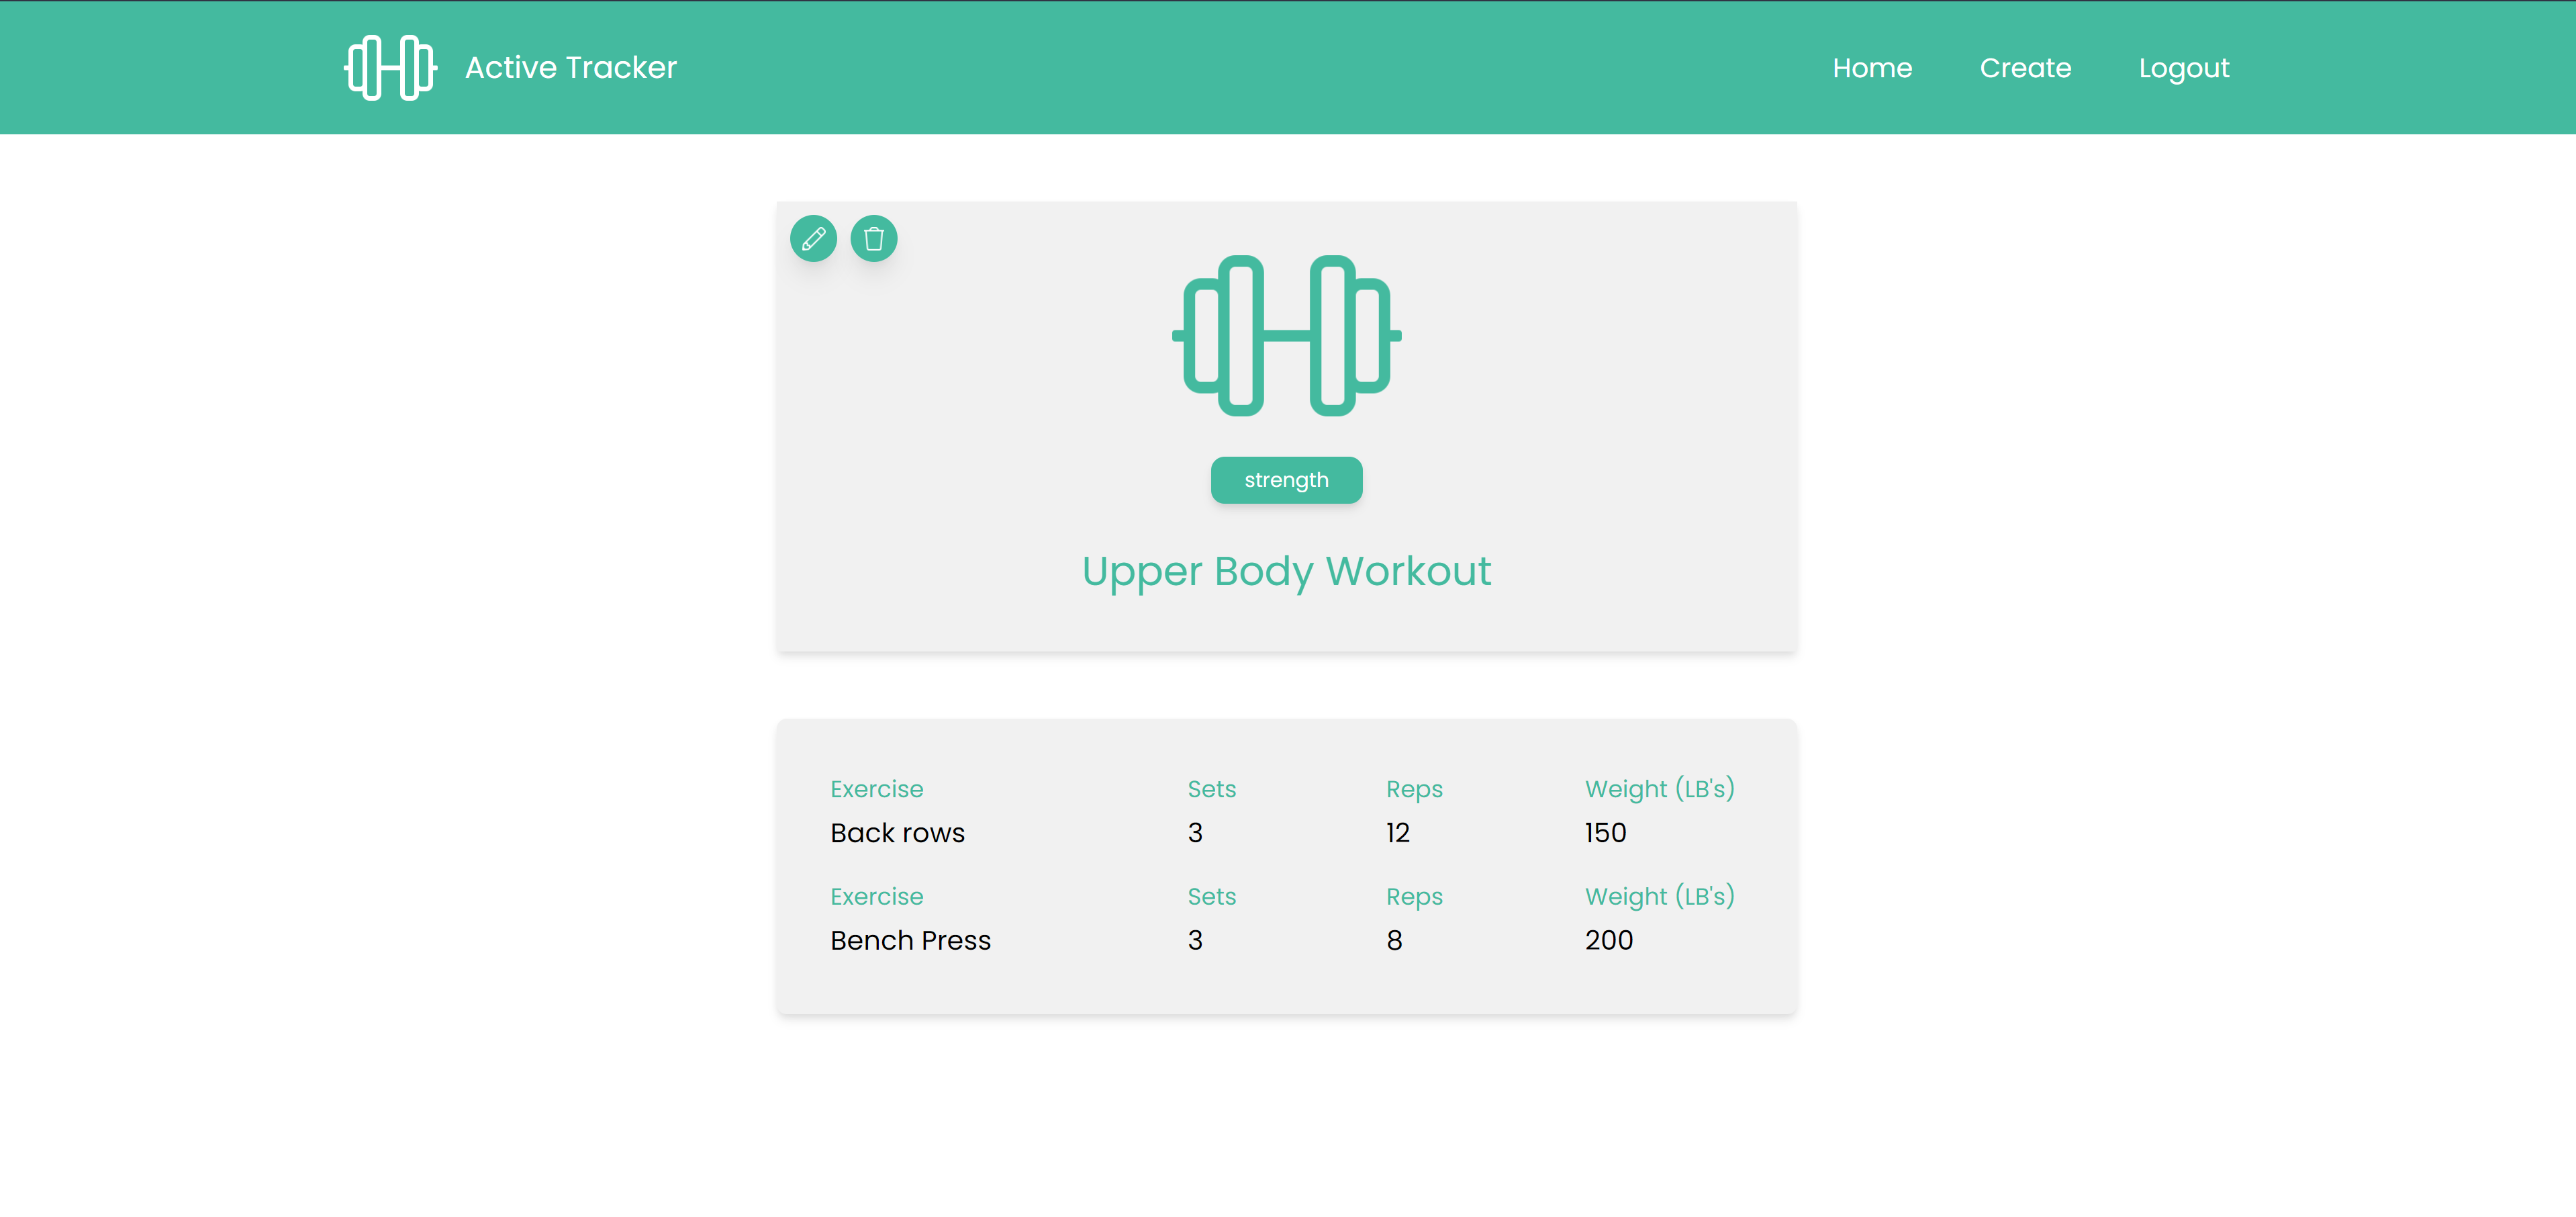 Active Tracker Home Create Logout
strength
Upper Body Workout
Exercise Sets Reps Weight (LB's)
Back rows 3 12 150
Exercise Sets Reps Weight (LB's)
Bench Press 3 8 200